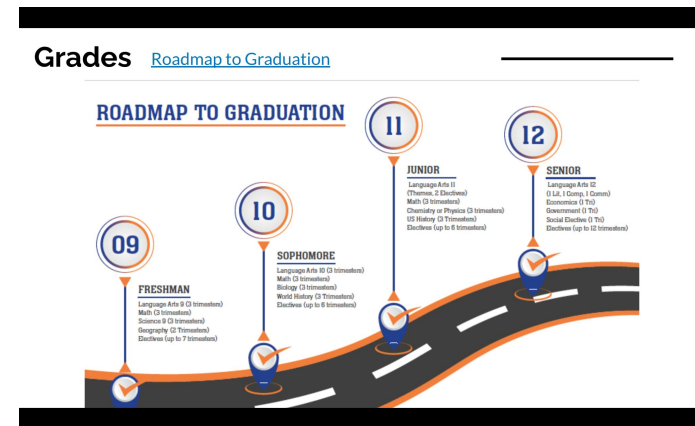 Grades Roadmap to Graduation
ROADMAP TO GRADUATION
09
FRESHMAN
Language Arts 9 (3 trimesters)
Math (3 trimesters)
Science 9 (3 trimesters)
Geography (2 Trimesters)
Electives (up to 7 trimesters)
10
SOPHOMORE
Language Arts 10 (3 trimesters)
Math (3 trimesters)
Biology (3 trimesters)
World History (3 Trimesters)
Electives (up to 6 trimesters)
11
JUNIOR
Language Arts 11
(Themes, 2 Electives)
Math (3 trimesters)
Chemistry or Physics (3 trimesters)
US History (3 Trimesters)
Electives (up to 6 trimesters)
12
SENIOR
Language Arts 12
(1 Lit, 1 Comp, 1 Comm)
Economics (1 Tri)
Government (1 Tri)
Social Elective (1 Tri)
Electives (up to 12 trimesters)